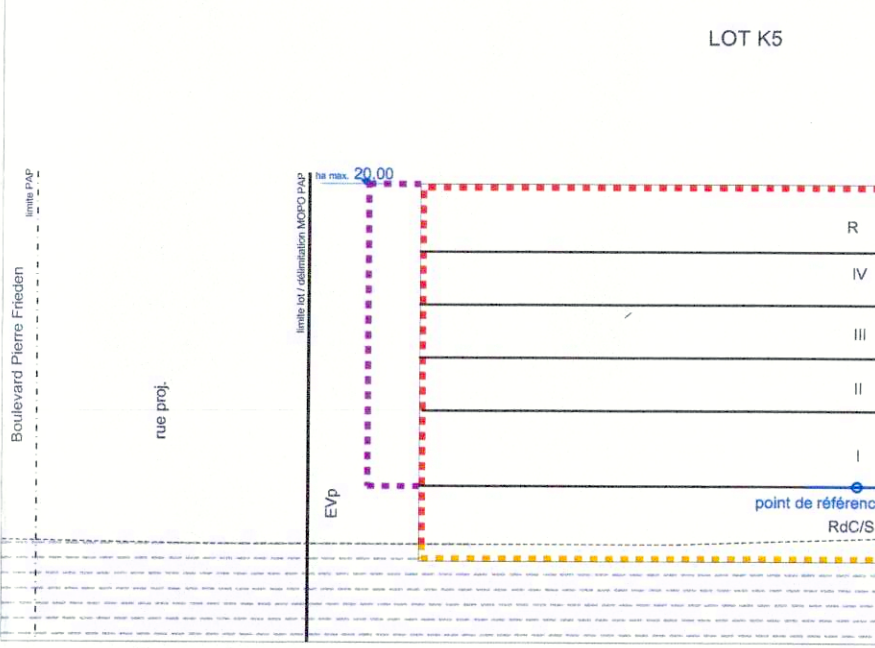 LOT K5
limite PAP
Boulevard Pierre Frieden
rue proj.
limite lot / délimitation MOPO PAP
ha max. 20.00
EVp
R
IV
III
II
I
point de référenc
RdC/S